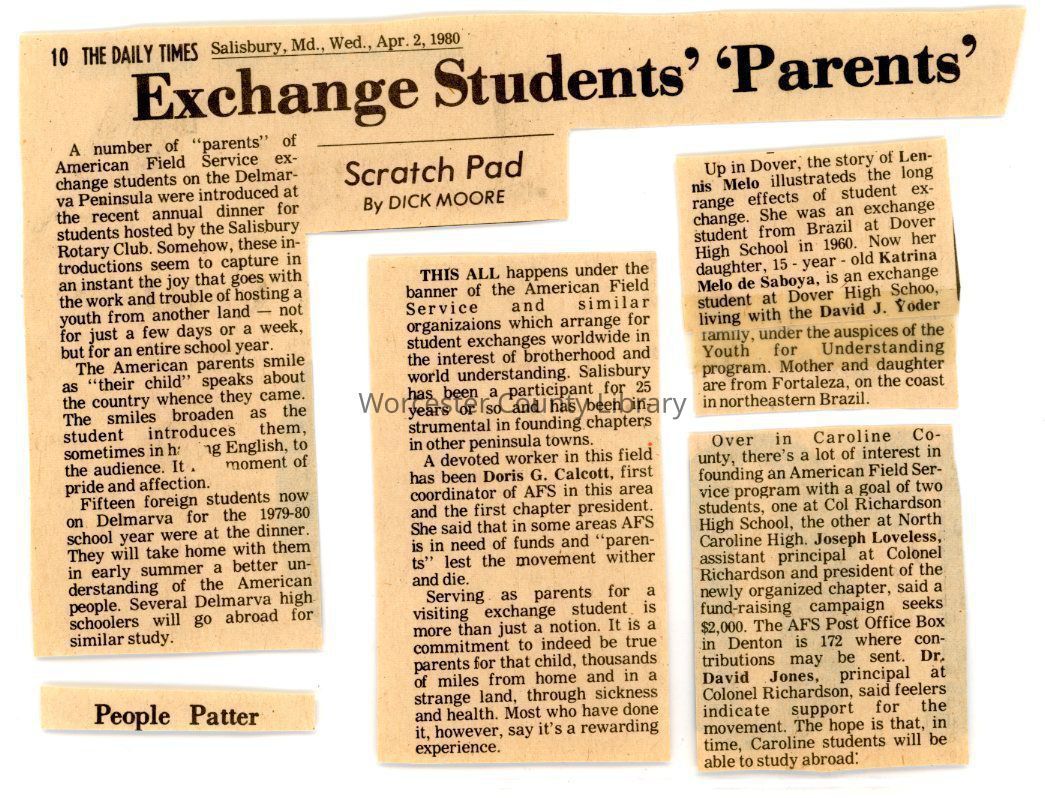 10 THE DAILY TIMES Salisbury, Md., Wed., Apr. 2, 1980
Exchange Students' 'Parents'
A number of "parents" of
American Field Service ex-
change students on the Delmar-
va Peninsula were introduced at
the recent annual dinner for
students hosted by the Salisbury
Rotary Club. Somehow, these in-
troductions seem to capture in
an instant the joy that goes with
the work and trouble of hosting a
youth from another land — not
for just a few days or a week,
but for an entire school year.
The American parents smile
as "their child" speaks about
the country whence they came.
The smiles broaden as the
student introduces them,
sometimes in English, to
the audience. It moment of
pride and affection.
Fifteen foreign students now
on Delmarva for the 1979-80
school year were at the dinner.
They will take home with them
in early summer a better un-
derstanding of the American
people. Several Delmarva high
schoolers will go abroad for
similar study.
People Patter
Scratch Pad
By DICK MOORE
THIS ALL happens under the
banner of the American Field
Service and similar
organizaions which arrange for
student exchanges worldwide in
the interest of brotherhood and
world understanding. Salisbury
has been a participant for 25
years or so and has been in-
strumental in founding chapters
in other peninsula towns.
A devoted worker in this field
has been Doris G. Calcott, first
coordinator of AFS in this area
and the first chapter president.
She said that in some areas AFS
is in need of funds and "paren-
ts" lest the movement wither
and die.
Serving as parents for a
visiting exchange student is
more than just a notion. It is a
commitment to indeed be true
parents for that child, thousands
of miles from home and in a
strange land, through sickness
and health. Most who have done
it, however, say it's a rewarding
experience.
Up in Dover, the story of Len-
nis Melo illustrateds the long
range effects of student ex-
change. She was an exchange
student from Brazil at Dover
High School in 1960. Now her
daughter, 15 - year - old Katrina
Melo de Saboya, is an exchange
student at Dover High Schoo,
living with the David J. Yoder
family, under the auspices of the
Youth for Understanding
program. Mother and daughter
are from Fortaleza, on the coast
in northeastern Brazil.
Over in Caroline Co-
unty, there's a lot of interest in
founding an American Field Ser-
vice program with a goal of two
students, one at Col Richardson
High School, the other at North
Caroline High. Joseph Loveless,
assistant principal at Colonel
Richardson and president of the
newly organized chapter, said a
fund-raising campaign seeks
$2,000. The AFS Post Office Box
in Denton is 172 where con-
tributions may be sent. Dr.
David Jones, principal at
Colonel Richardson, said feelers
indicate support for the
movement. The hope is that, in
time, Caroline students will be
able to study abroad.
Worcester County Library